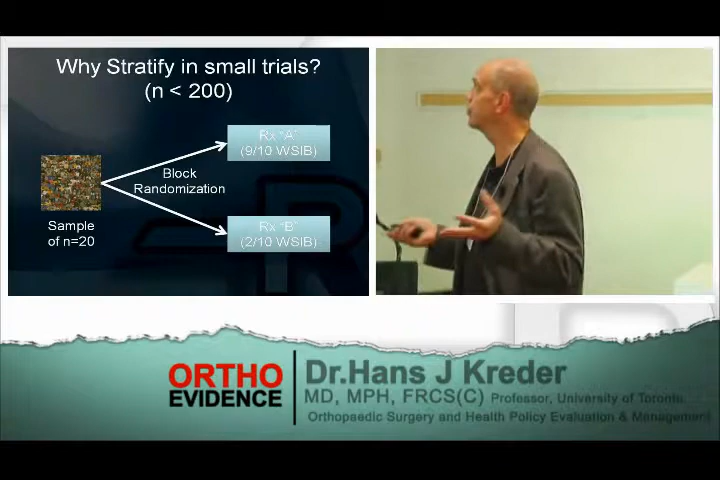 Why Stratify in small trials?
(n < 200)
Rx "A"
(9/10 WSIB)
Block
Randomization
Sample
of n=20
Rx "B"
(2/10 WSIB)
ORTHO
EVIDENCE
Dr.Hans J Kreder
MD, MPH, FRCS(C) Professor, University of Toronto
Orthopaedic Surgery and Health Policy Evaluation & Management